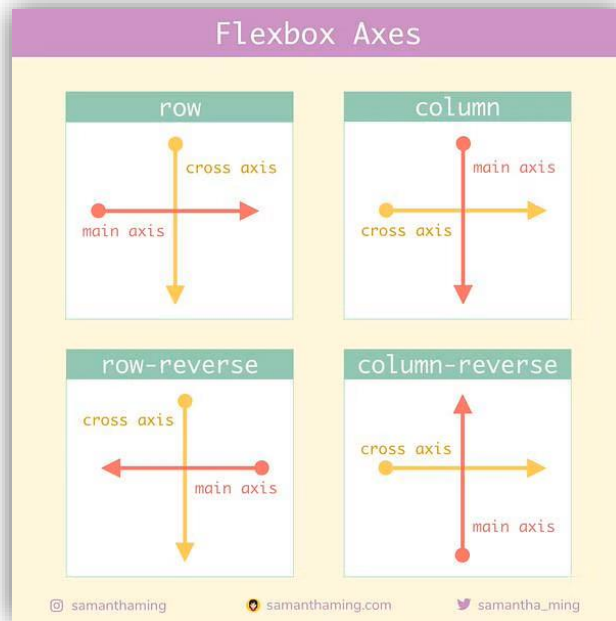 Flexbox Axes
row
cross axis
main axis
column
main axis
cross axis
row-reverse
cross axis
main axis
column-reverse
cross axis
main axis
samanthaming
samanthaming.com
samantha_ming